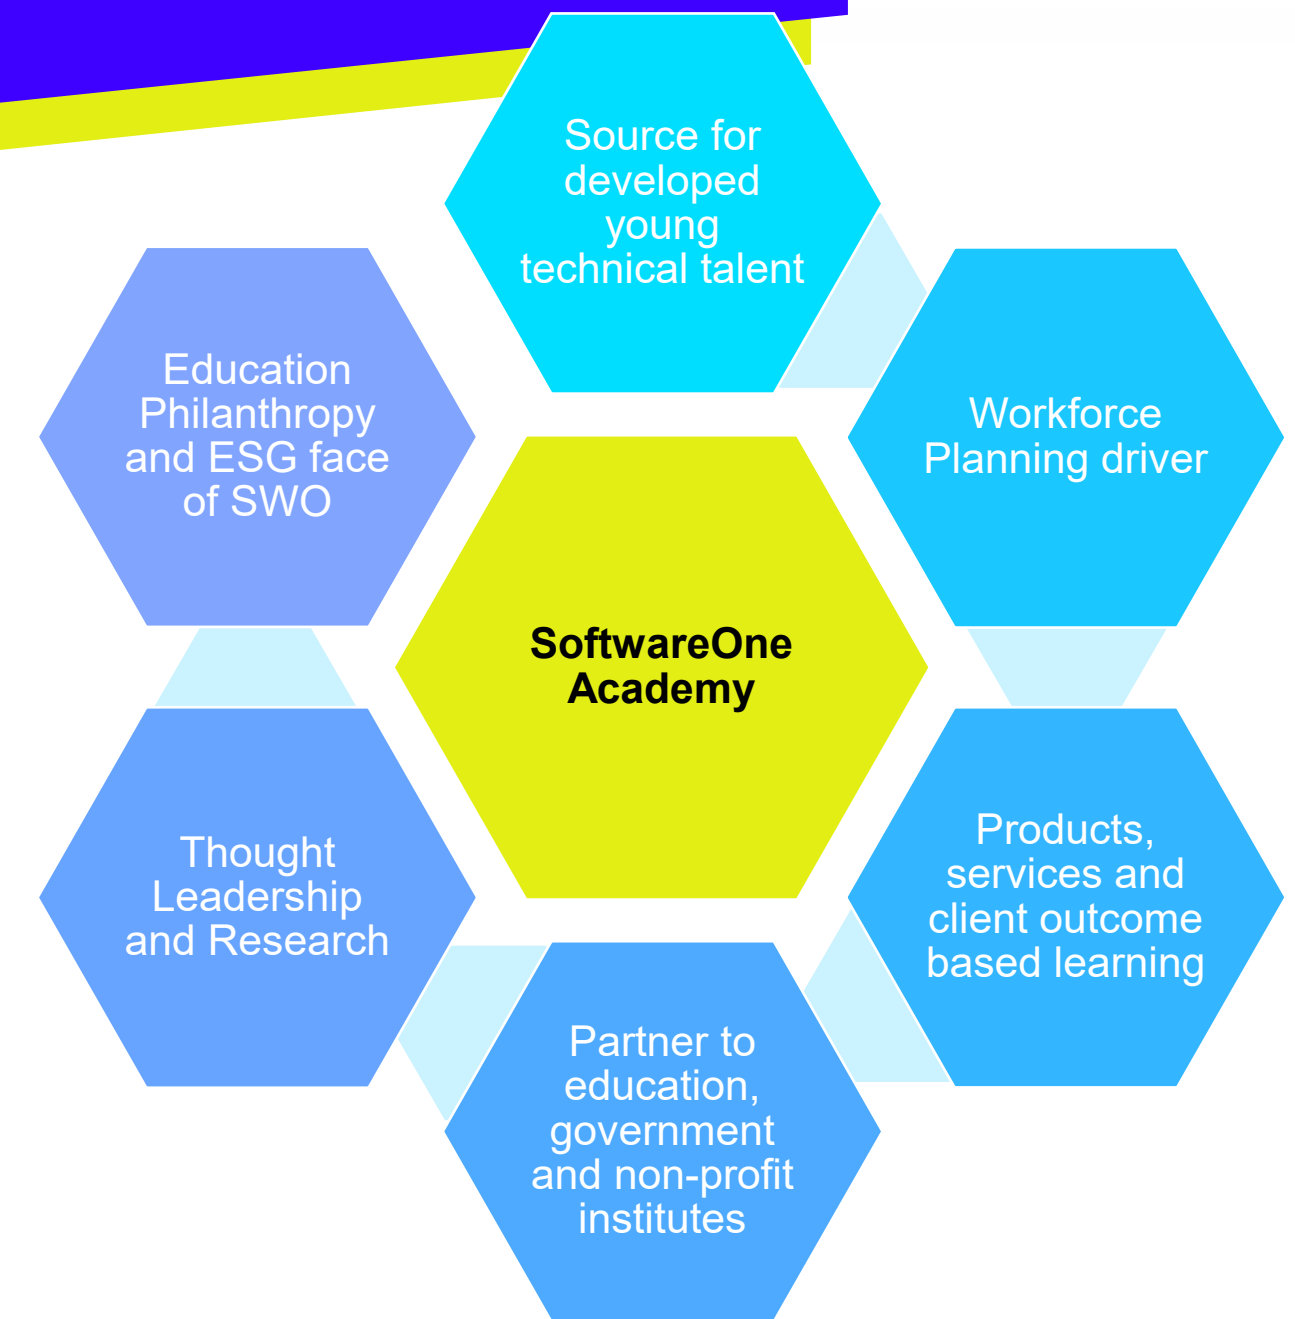 Source for
developed
young
technical talent
Workforce
Planning driver
Products,
services and
client outcome
based learning
Partner to
education,
government
and non-profit
institutes
Thought
Leadership
and Research
Education
Philanthropy
and ESG face
of SWO
SoftwareOne
Academy